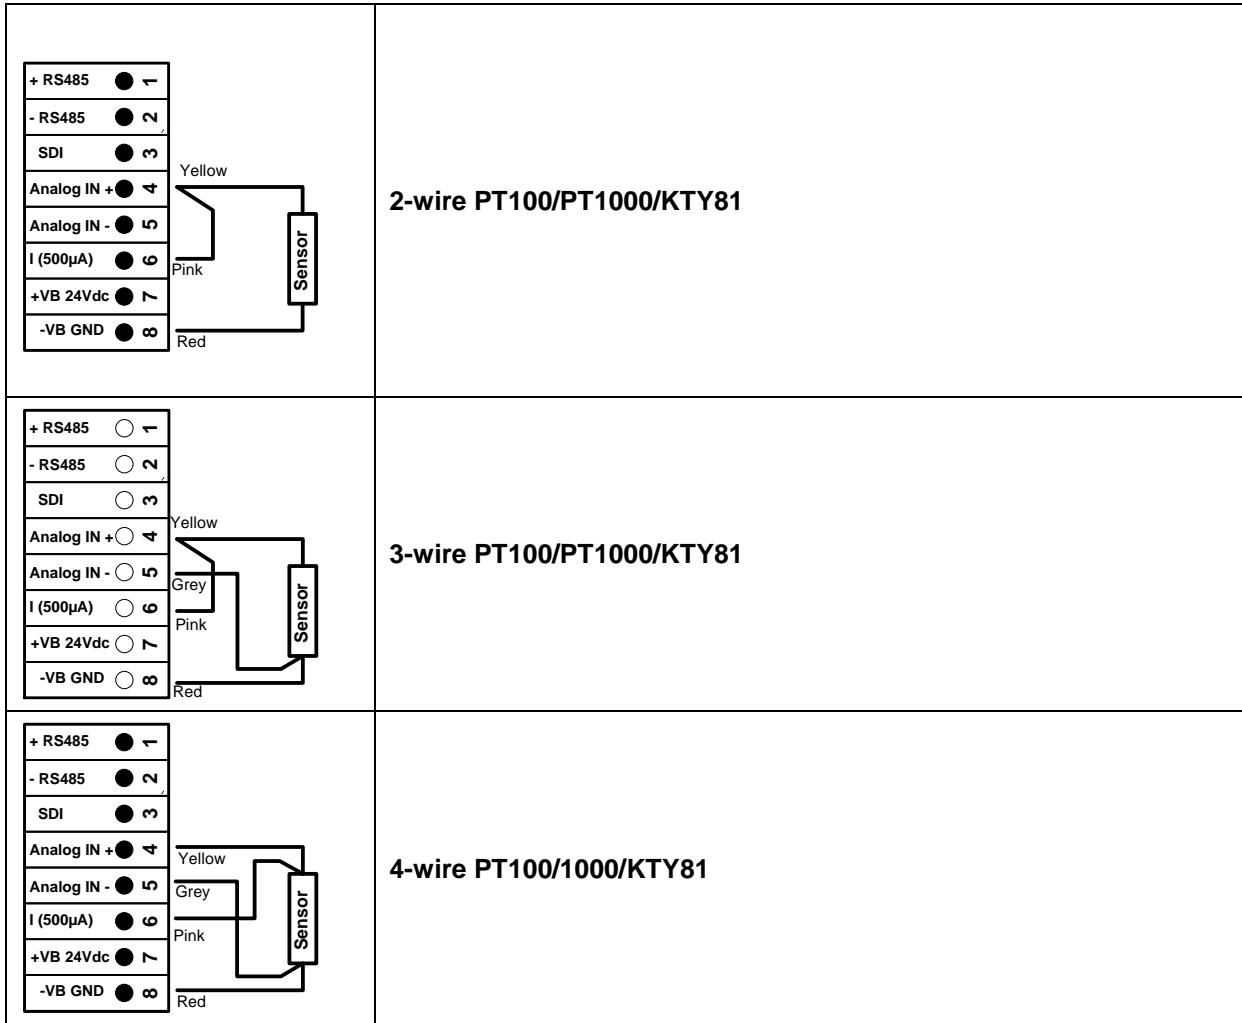 + RS485 1
- RS485 2
SDI 3
Analog IN + 4
Analog IN - 5
I (500µA) 6
+VB 24Vdc 7
-VB GND 8
Yellow
Pink
Red
Sensor
2-wire PT100/PT1000/KTY81
+ RS485 1
- RS485 2
SDI 3
Analog IN + 4
Analog IN - 5
I (500µA) 6
+VB 24Vdc 7
-VB GND 8
Yellow
Grey
Pink
Red
Sensor
3-wire PT100/PT1000/KTY81
+ RS485 1
- RS485 2
SDI 3
Analog IN + 4
Analog IN - 5
I (500µA) 6
+VB 24Vdc 7
-VB GND 8
Yellow
Grey
Pink
Red
Sensor
4-wire PT100/1000/KTY81